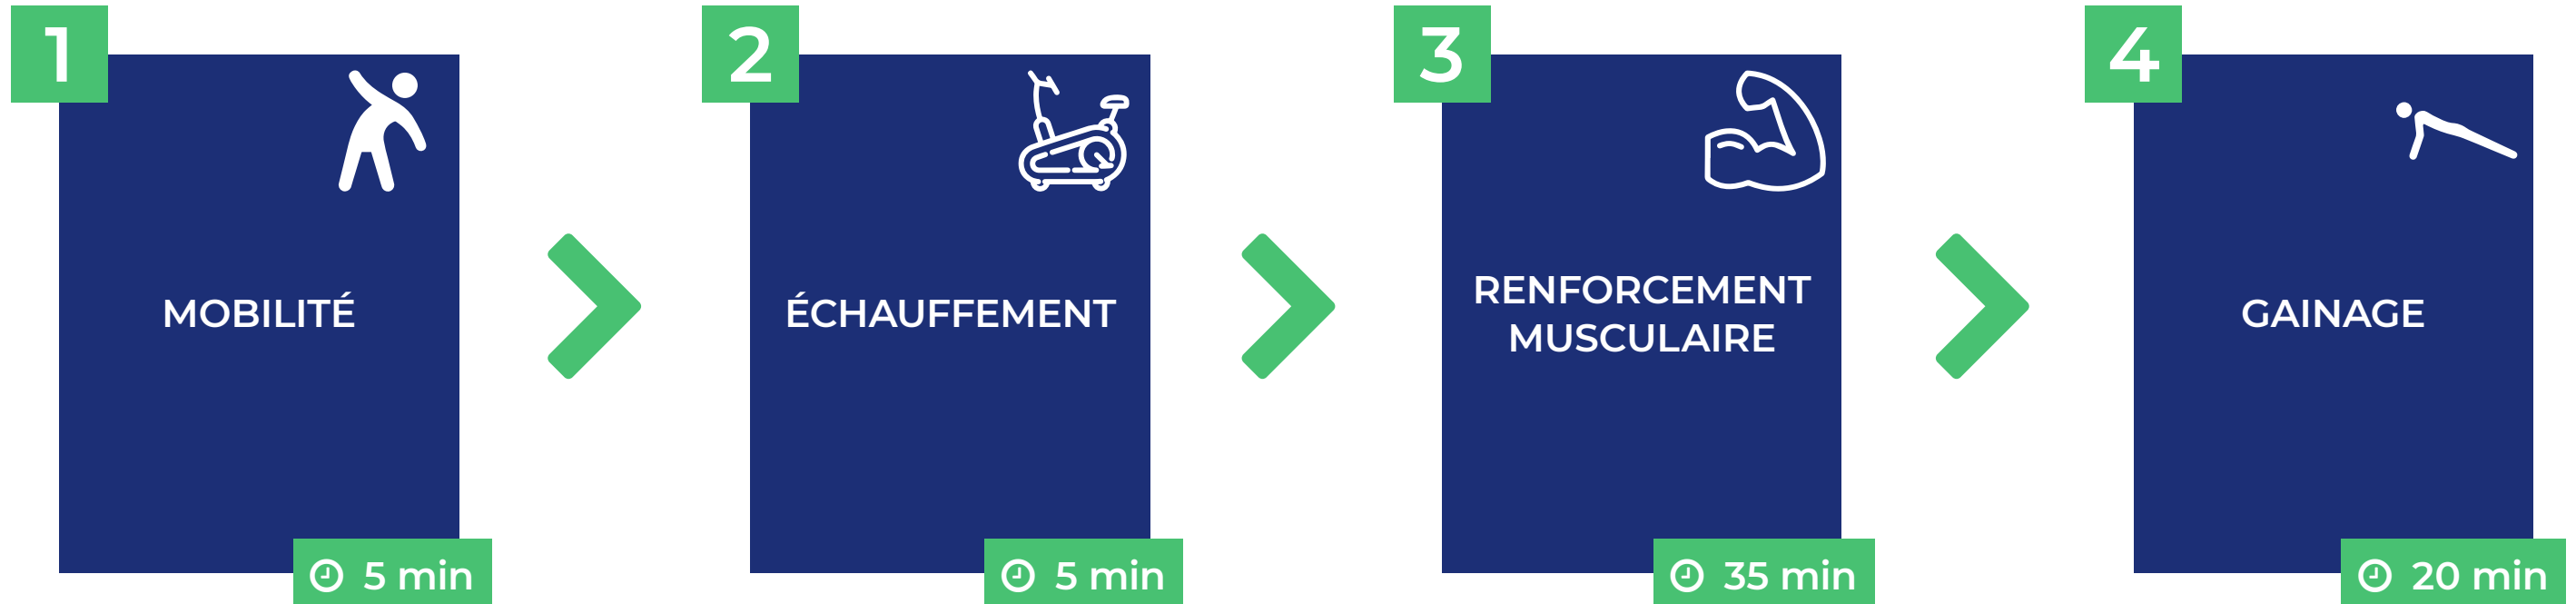 1
MOBILITÉ
5 min
2
ÉCHAUFFEMENT
5 min
3
RENFORCEMENT
MUSCULAIRE
35 min
4
GAINAGE
20 min